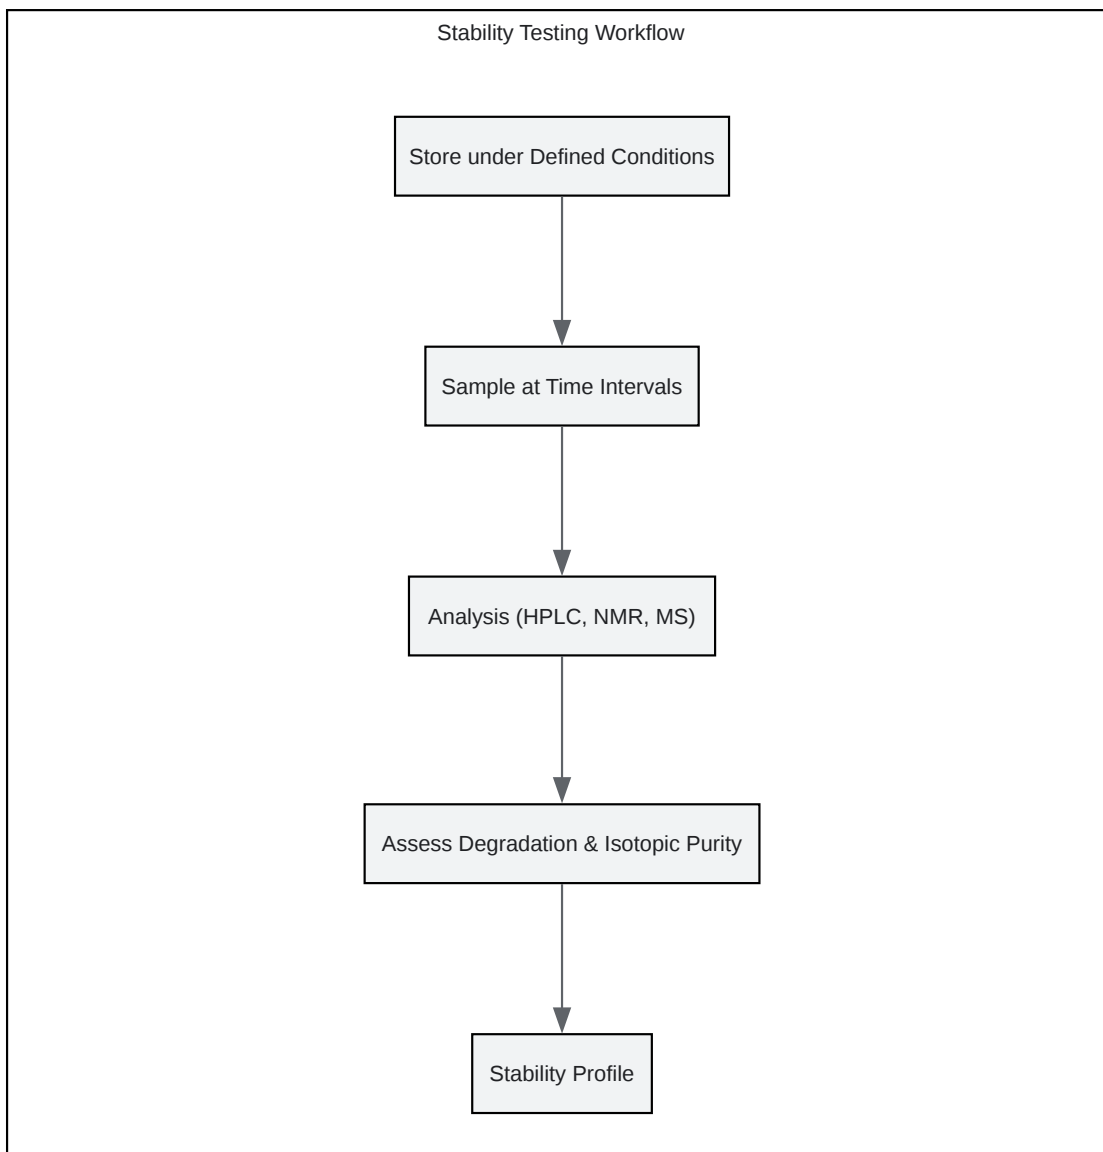 Stability Testing Workflow
Store under Defined Conditions
Sample at Time Intervals
Analysis (HPLC, NMR, MS)
Assess Degradation & Isotopic Purity
Stability Profile